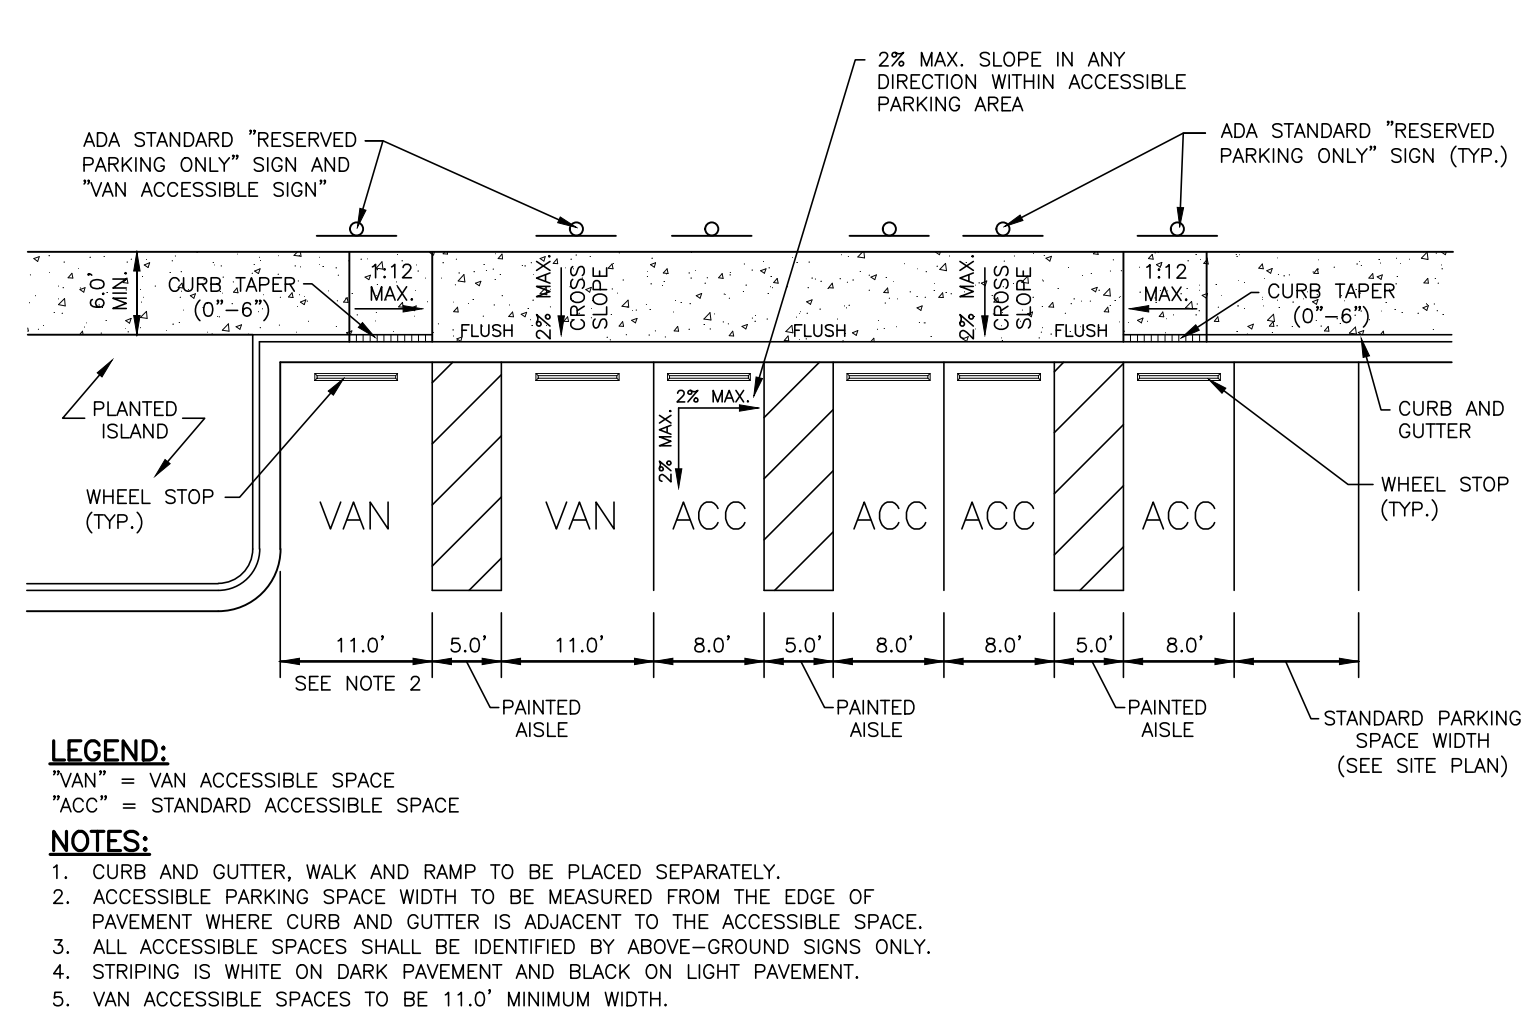 2% MAX. SLOPE IN ANY
DIRECTION WITHIN ACCESSIBLE
PARKING AREA
ADA STANDARD "RESERVED
PARKING ONLY" SIGN AND
"VAN ACCESSIBLE SIGN"
ADA STANDARD "RESERVED
PARKING ONLY" SIGN (TYP.)
6.0'
MIN.
CURB TAPER
(0"-6")
1:12
MAX.
FLUSH
2% MAX.
CROSS
SLOPE
FLUSH
2% MAX.
CROSS
SLOPE
FLUSH
1:12
MAX.
CURB TAPER
(0"-6")
PLANTED
ISLAND
2% MAX.
2% MAX.
CURB AND
GUTTER
WHEEL STOP
(TYP.)
WHEEL STOP
(TYP.)
VAN
VAN
ACC
ACC
ACC
ACC
11.0'
5.0'
11.0'
8.0'
5.0'
8.0'
8.0'
5.0'
8.0'
SEE NOTE 2
PAINTED
AISLE
PAINTED
AISLE
PAINTED
AISLE
STANDARD PARKING
SPACE WIDTH
(SEE SITE PLAN)
LEGEND:
"VAN" = VAN ACCESSIBLE SPACE
"ACC" = STANDARD ACCESSIBLE SPACE
NOTES:
1. CURB AND GUTTER, WALK AND RAMP TO BE PLACED SEPARATELY.
2. ACCESSIBLE PARKING SPACE WIDTH TO BE MEASURED FROM THE EDGE OF
PAVEMENT WHERE CURB AND GUTTER IS ADJACENT TO THE ACCESSIBLE SPACE.
3. ALL ACCESSIBLE SPACES SHALL BE IDENTIFIED BY ABOVE-GROUND SIGNS ONLY.
4. STRIPING IS WHITE ON DARK PAVEMENT AND BLACK ON LIGHT PAVEMENT.
5. VAN ACCESSIBLE SPACES TO BE 11.0' MINIMUM WIDTH.